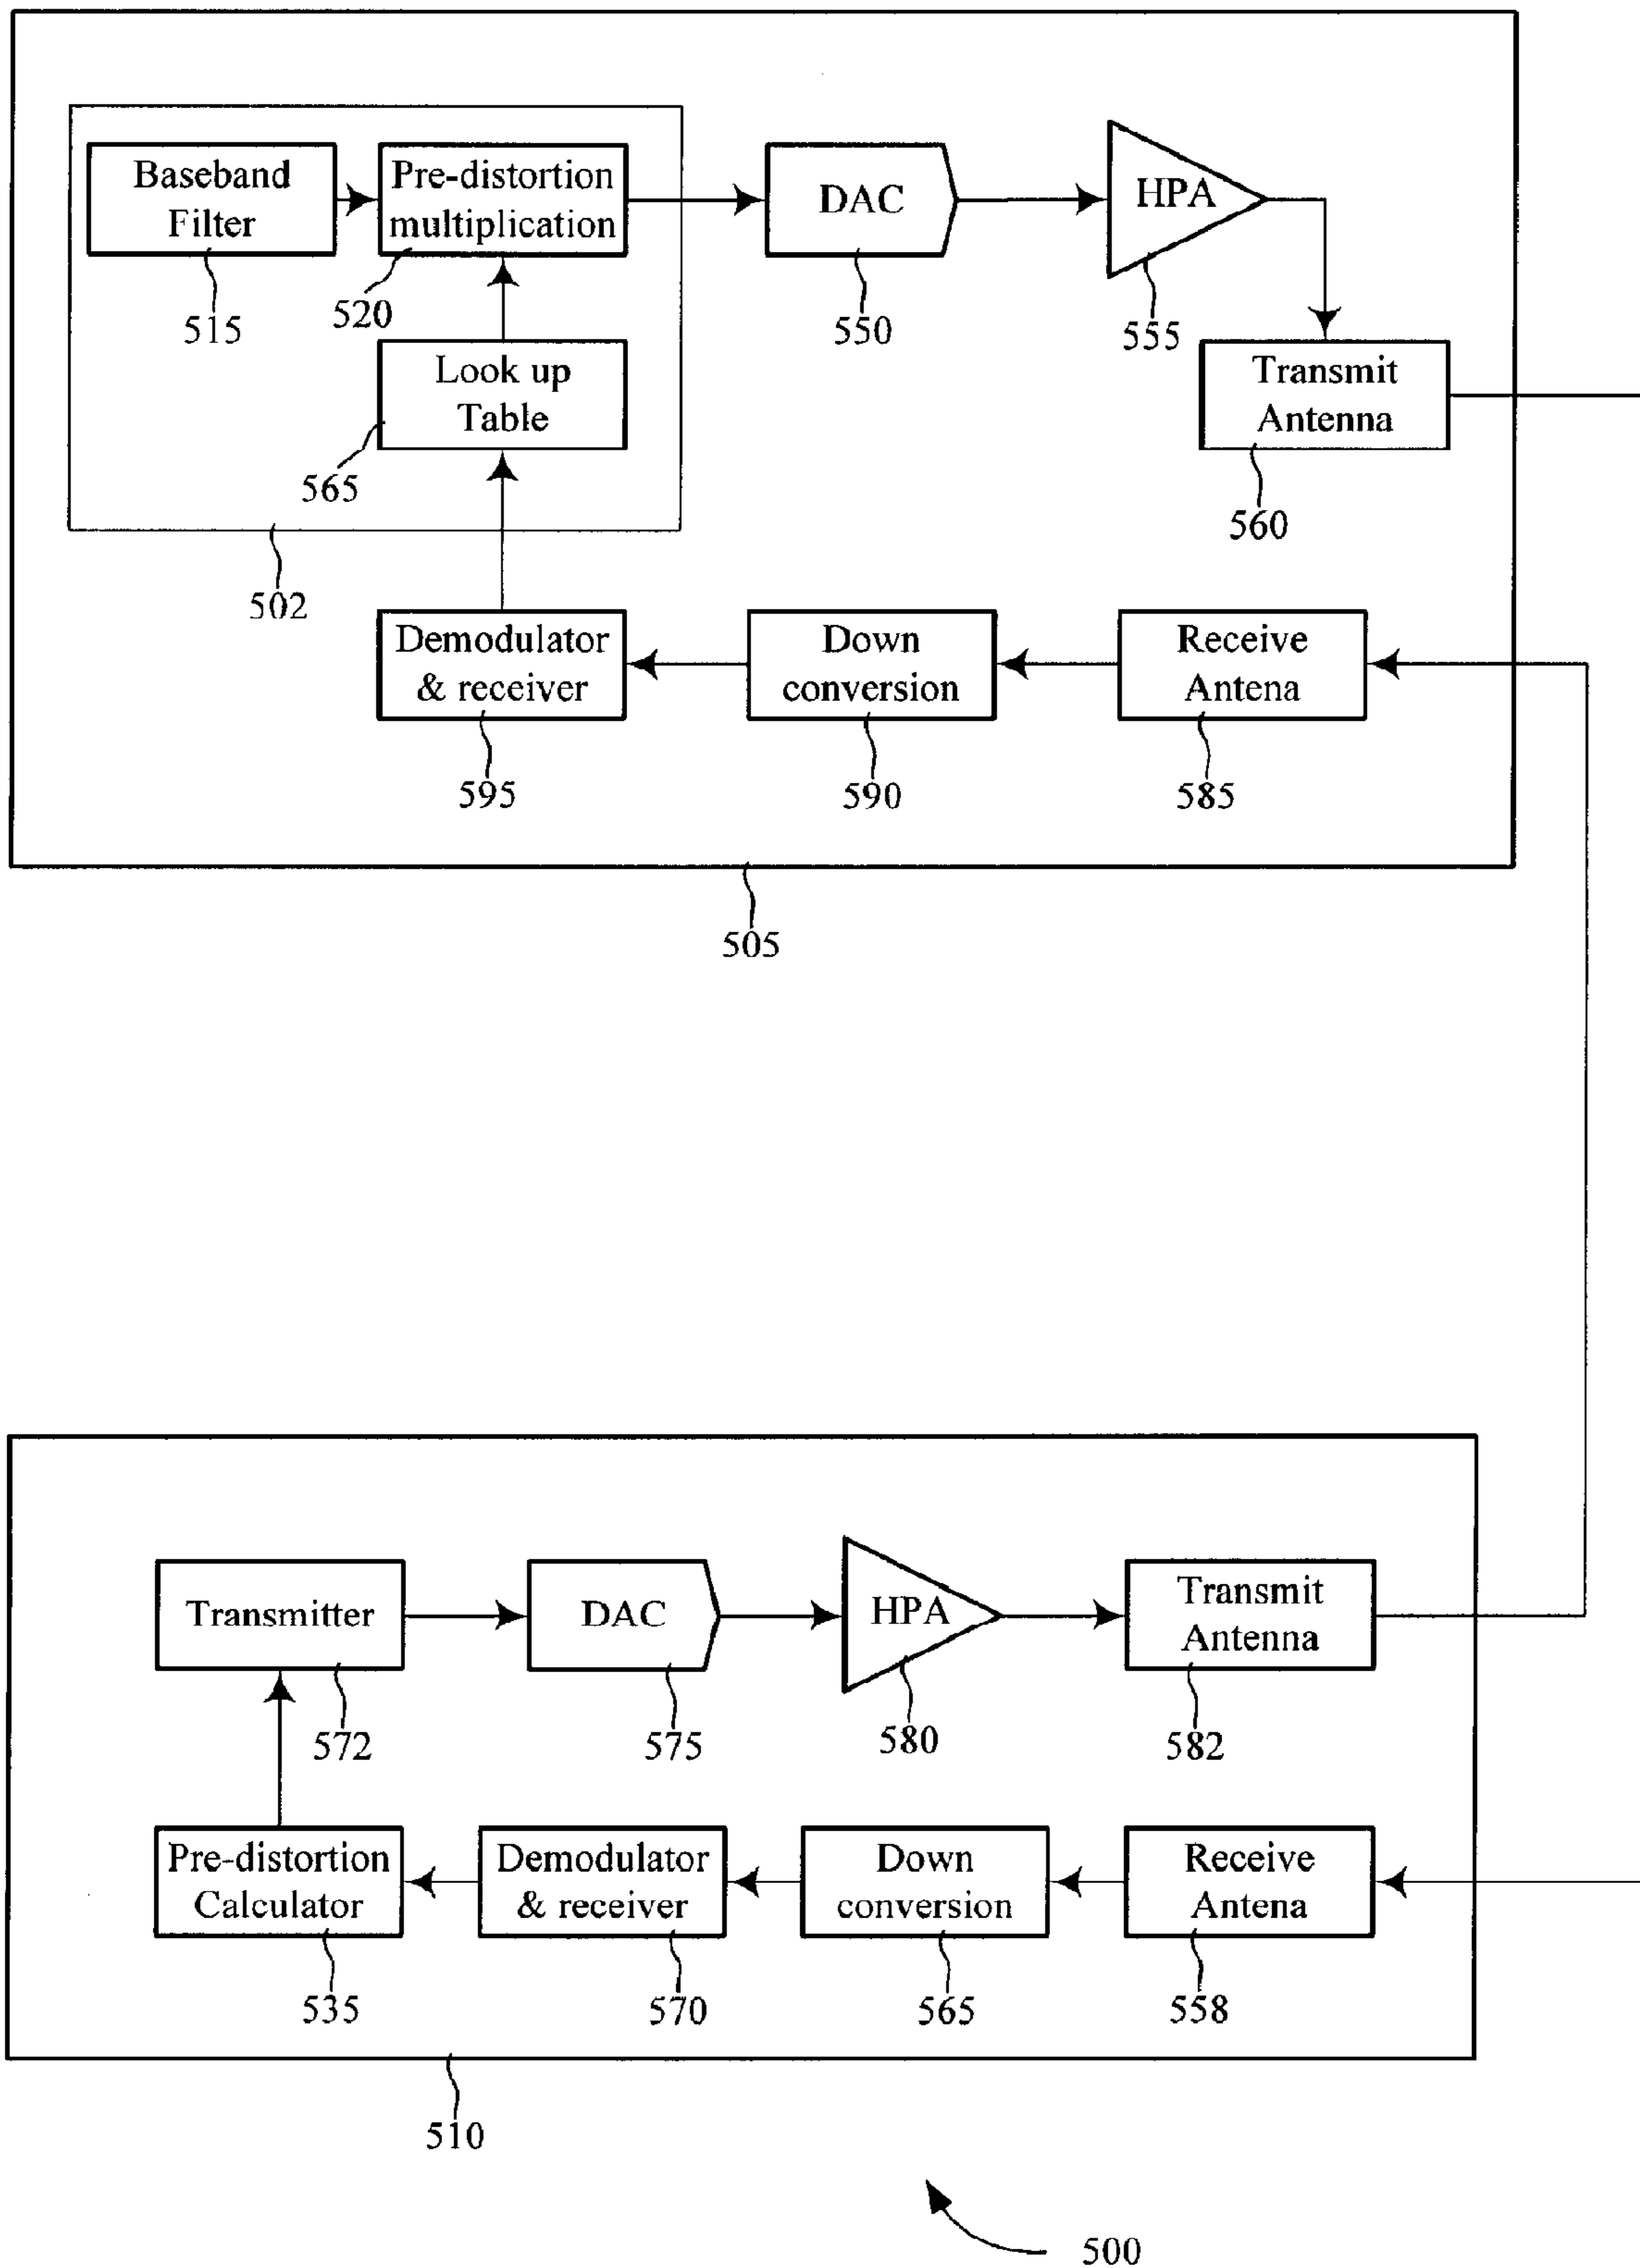 Baseband
Filter
Pre-distortion
multiplication
DAC
HPA
515
520
550
555
Look up
Table
Transmit
Antenna
565
560
502
Demodulator
& receiver
Down
conversion
Receive
Antena
595
590
585
505
Transmitter
DAC
HPA
Transmit
Antenna
572
575
580
582
Pre-distortion
Calculator
Demodulator
& receiver
Down
conversion
Receive
Antena
535
570
565
558
510
500